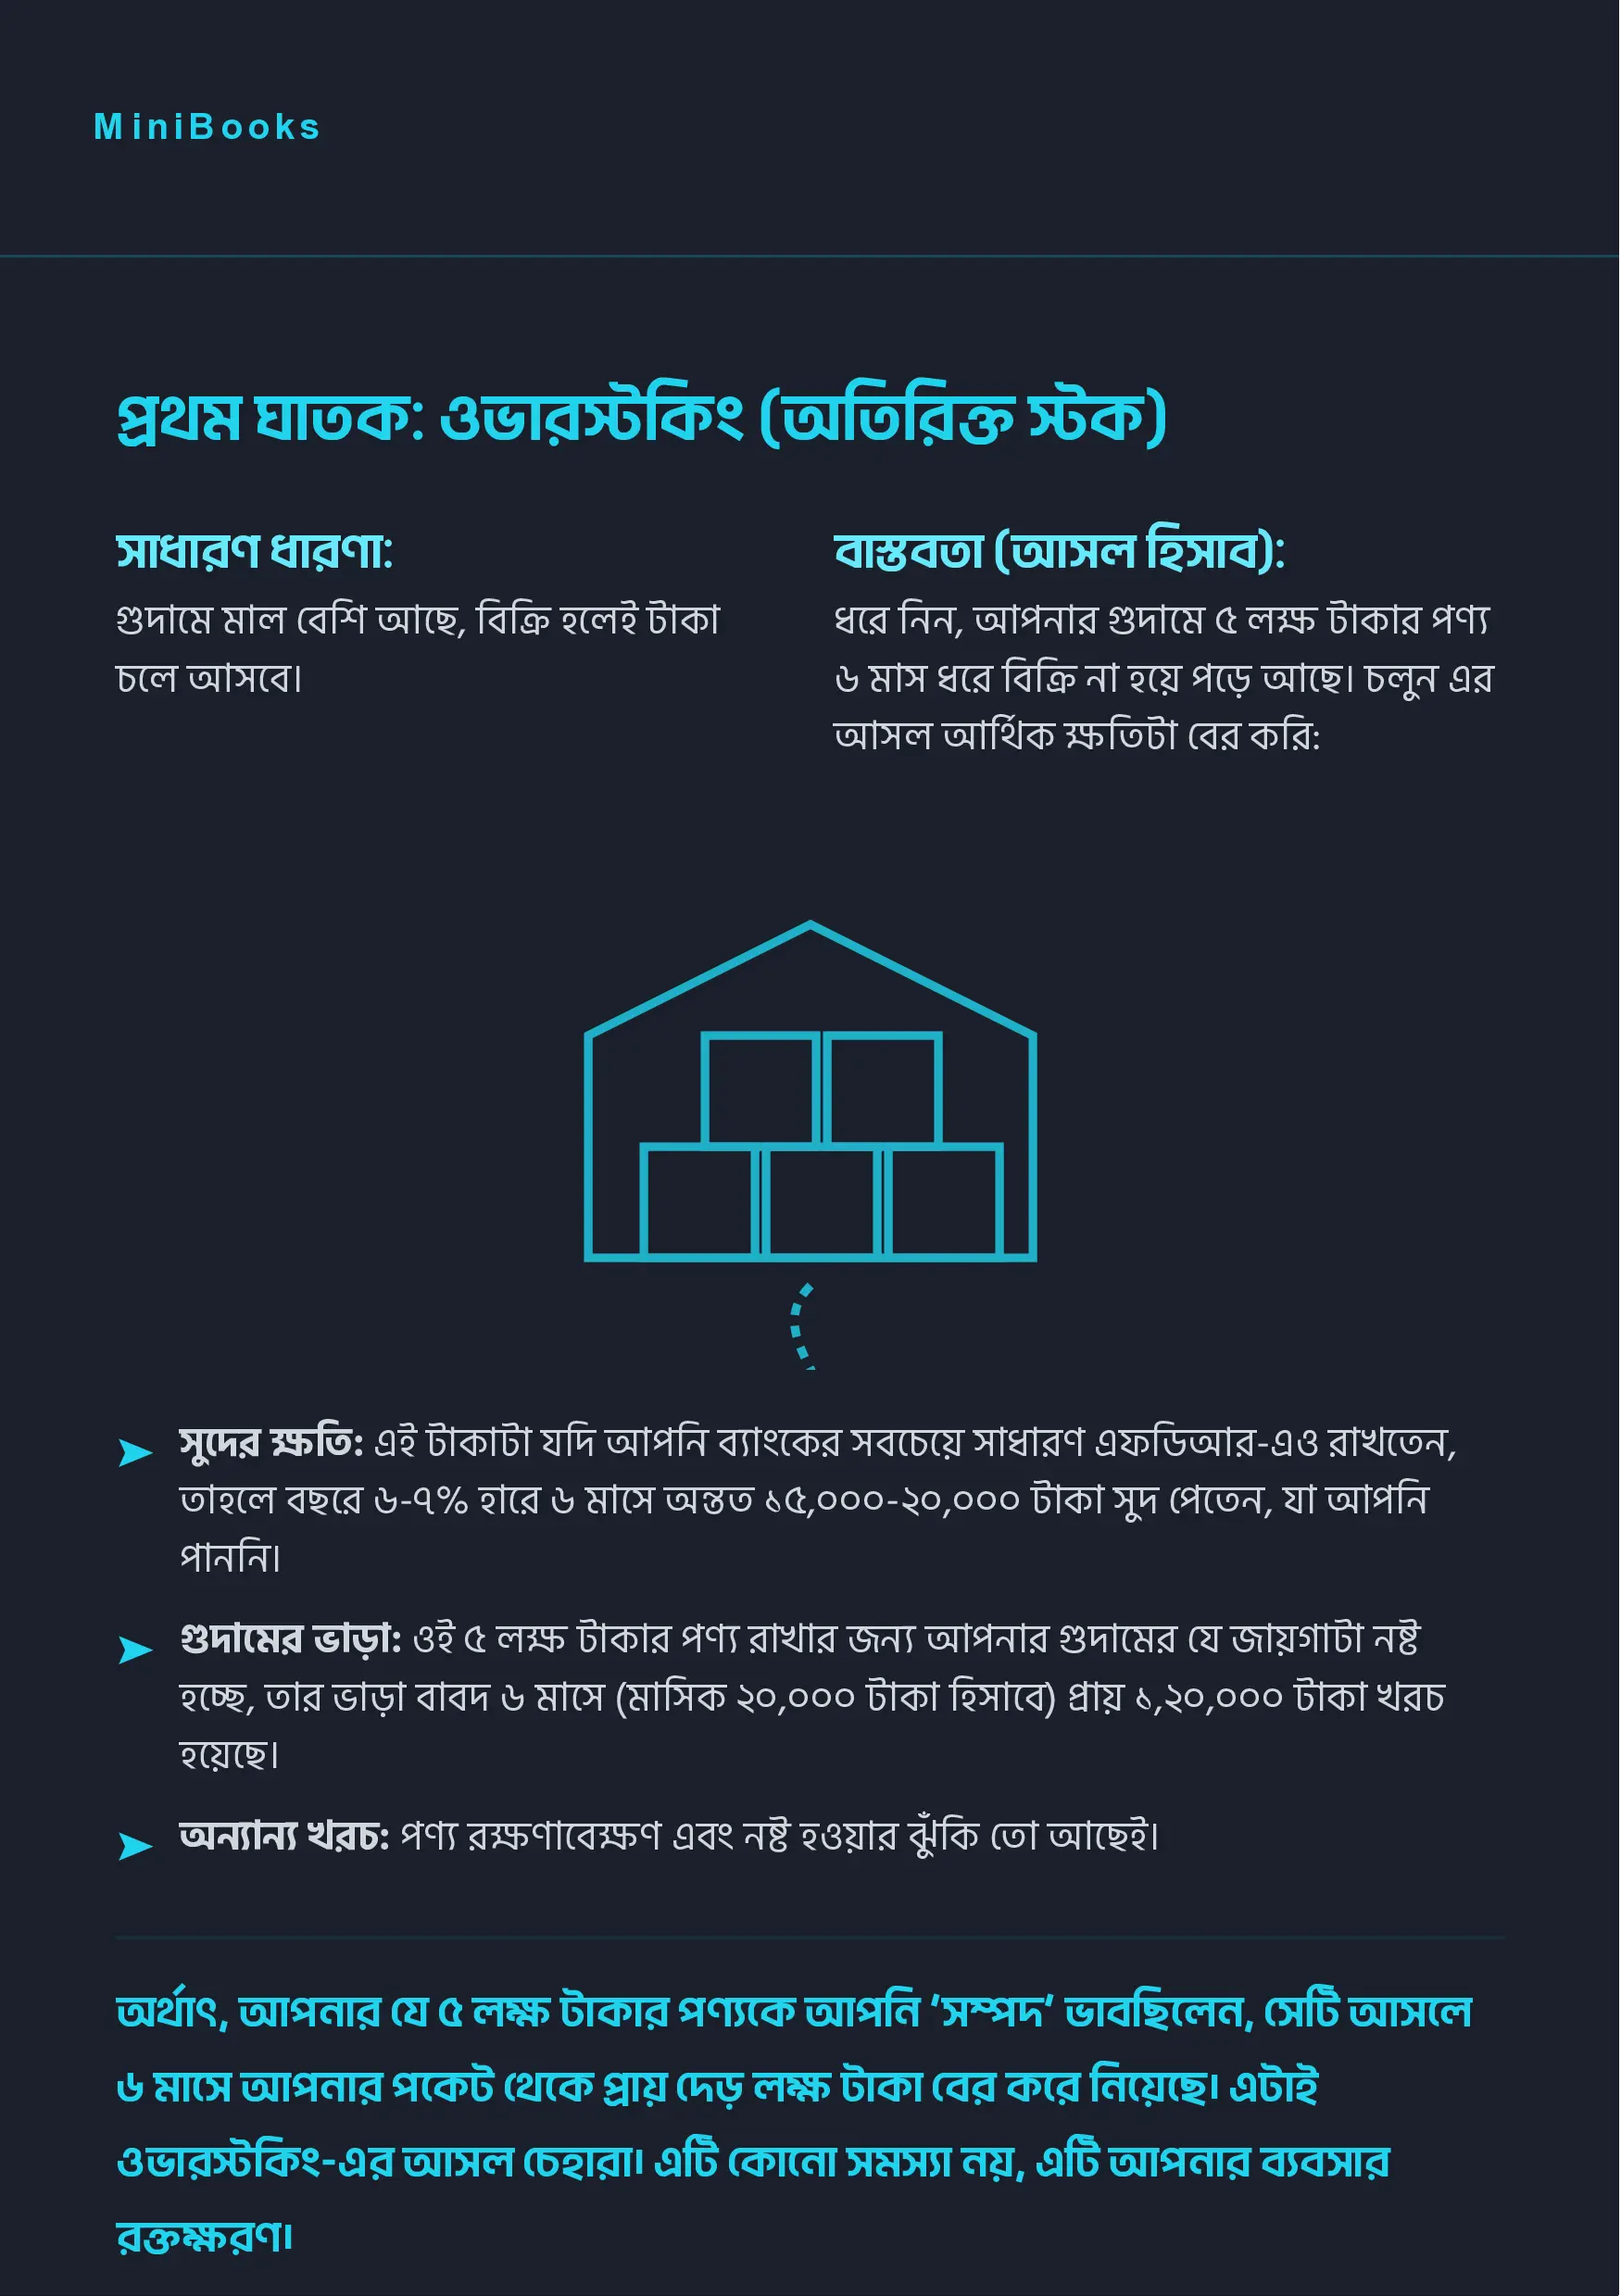 MiniBooks
প্রথম ঘাতক: ওভারস্টকিং (অতিরিক্ত স্টক)
সাধারণ ধারণা:
গুদামে মাল বেশি আছে, বিক্রি হলেই টাকা
চলে আসবে।
বাস্তবতা (আসল হিসাব):
ধরে নিন, আপনার গুদামে ৫ লক্ষ টাকার পণ্য
৬ মাস ধরে বিক্রি না হয়ে পড়ে আছে। চলুন এর
আসল আর্থিক ক্ষতিটা বের করি:
➤ সুদের ক্ষতি: এই টাকাটা যদি আপনি ব্যাংকের সবচেয়ে সাধারণ এফডিআর-এও রাখতেন,
তাহলে বছরে ৬-৭% হারে ৬ মাসে অন্তত ১৫,০০০-২০,০০০ টাকা সুদ পেতেন, যা আপনি
পাননি।
➤ গুদামের ভাড়া: ওই ৫ লক্ষ টাকার পণ্য রাখার জন্য আপনার গুদামের যে জায়গাটা নষ্ট
হচ্ছে, তার ভাড়া বাবদ ৬ মাসে (মাসিক ২০,০০০ টাকা হিসাবে) প্রায় ১,২০,০০০ টাকা খরচ
হয়েছে।
➤ অন্যান্য খরচ: পণ্য রক্ষণাবেক্ষণ এবং নষ্ট হওয়ার ঝুঁকি তো আছেই।
অর্থাৎ, আপনার যে ৫ লক্ষ টাকার পণ্যকে আপনি ‘সম্পদ’ ভাবছিলেন, সেটি আসলে
৬ মাসে আপনার পকেট থেকে প্রায় দেড় লক্ষ টাকা বের করে নিয়েছে। এটাই
ওভারস্টকিং-এর আসল চেহারা। এটি কোনো সমস্যা নয়, এটি আপনার ব্যবসার
রক্তক্ষরণ।